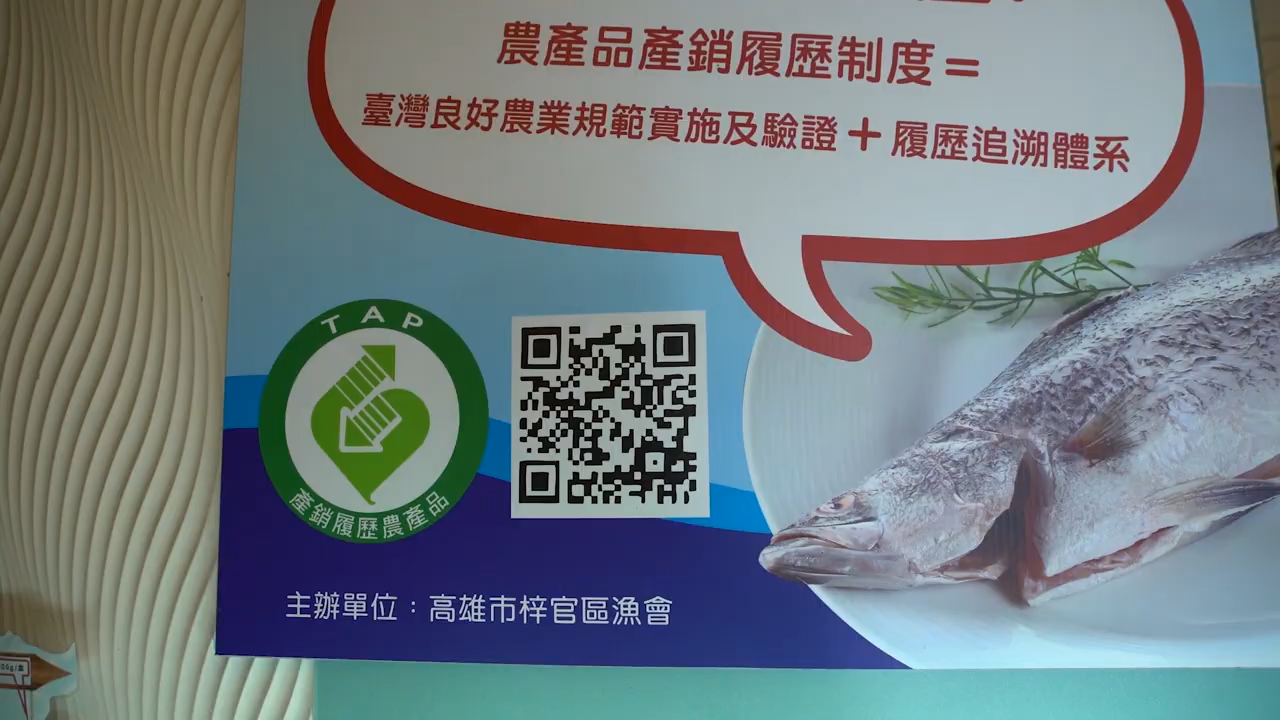 農產品產銷履歷制度=
臺灣良好農業規範實施及驗證+履歷追溯體系
TAP
產銷履歷農產品
主辦單位:高雄市梓官區漁會